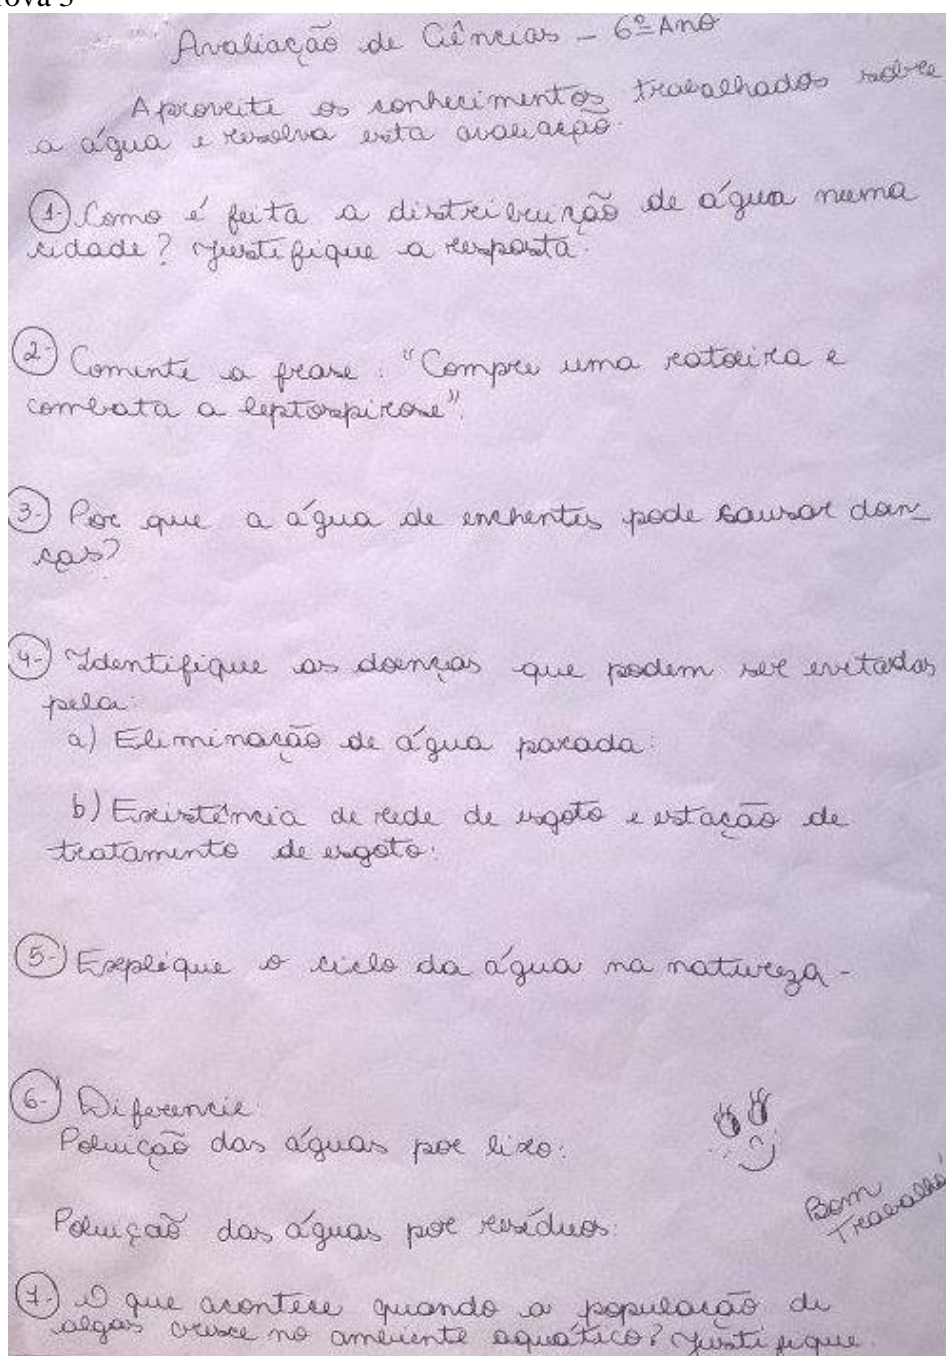 ova 3
Avaliação de Ciências - 6º Ano
Aproveite os conhecimentos trabalhados sobre
a água e resolva esta avaliação.
1-) Como é feita a distribuição de água numa
cidade? Justifique a resposta.
2-) Comente a frase: "Compre uma ratoeira e
combata a leptospirose".
3-) Por que a água de enchentes pode causar dan_
ças?
4-) Identifique as doenças que podem ser evitadas
pela:
a) Eliminação de água parada:
b) Existência de rede de esgoto e estação de
tratamento de esgoto:
5-) Explique o ciclo da água na natureza-
6-) Diferencie:
Poluição das águas por lixo:
Poluição das águas por resíduos:
Bom
Trabalho!
7-) O que acontece quando a população de
algas cresce no ambiente aquático? Justifique.